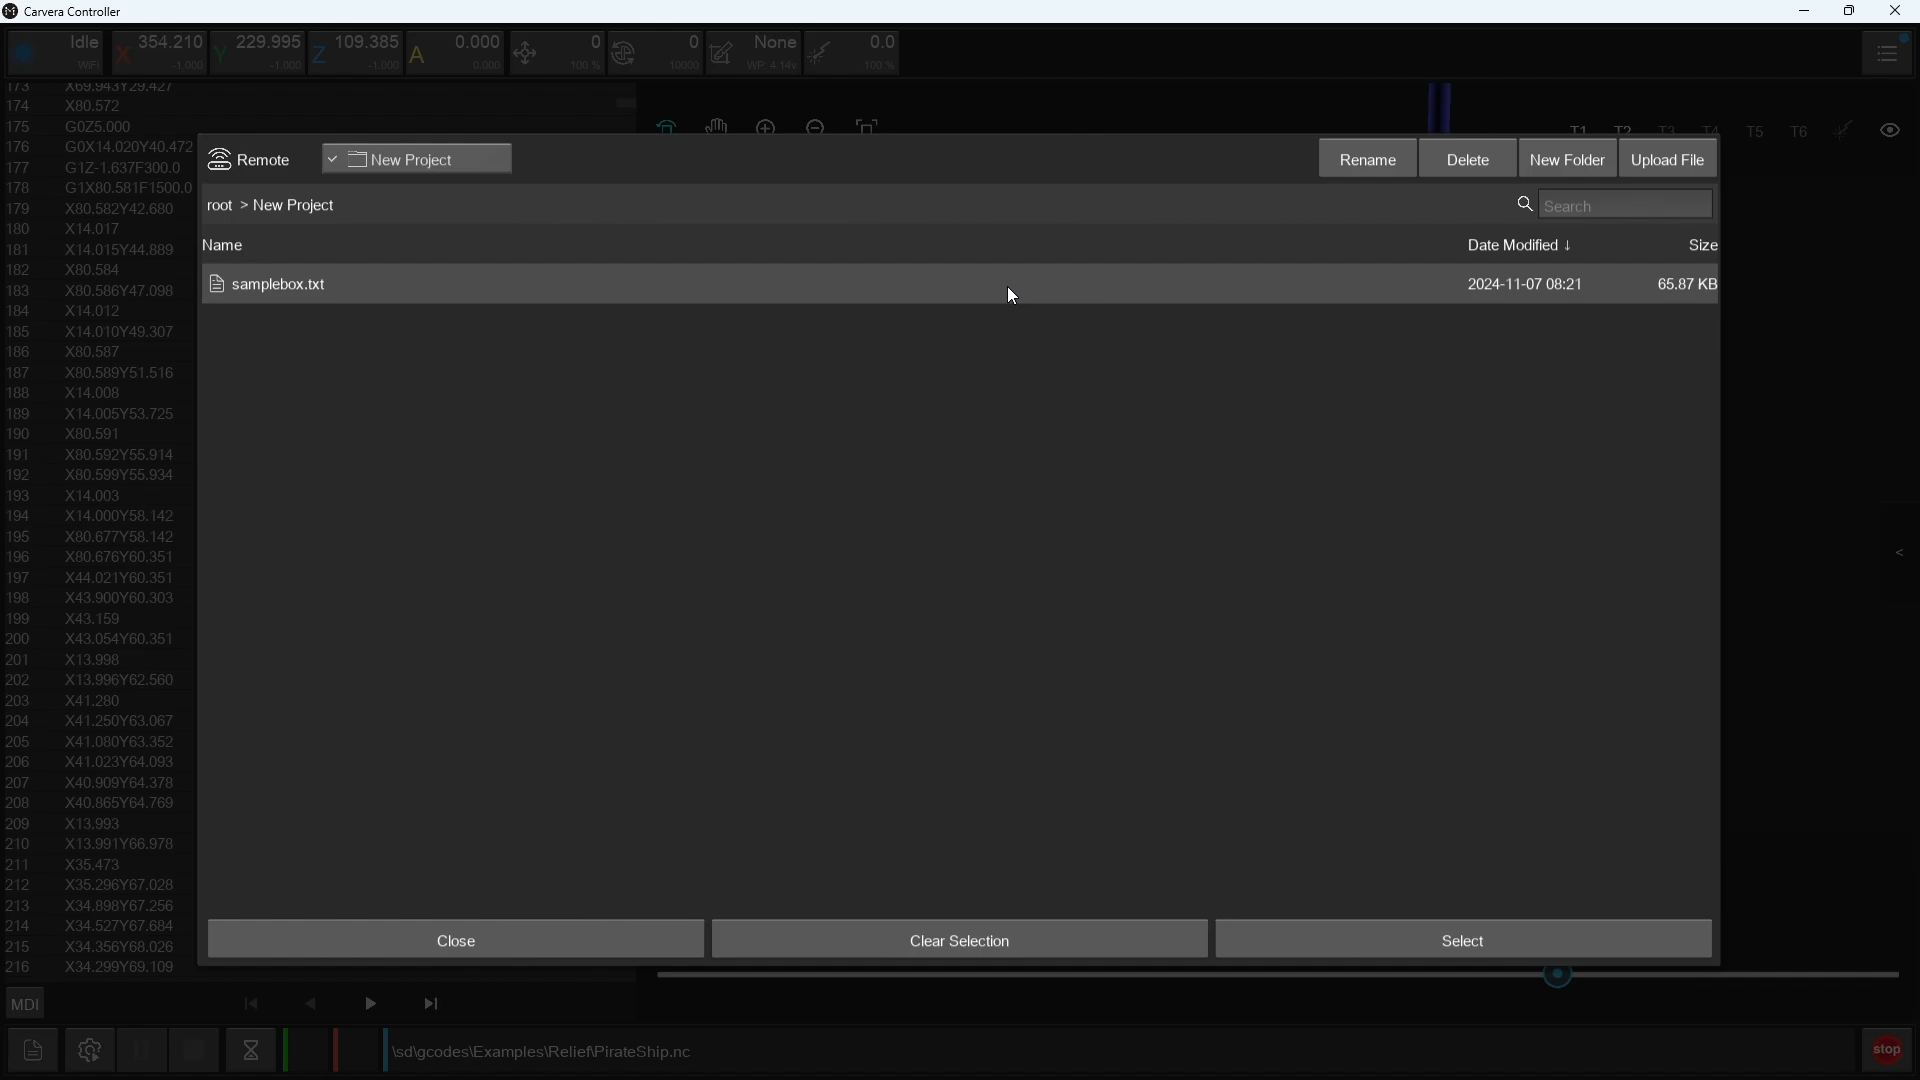 Carvera Controller
Idle
WiFi
X 354.210
-1.000
Y 229.995
-1.000
Z 109.385
-1.000
A 0.000
0.000
0
100 %
0
10000
None
WP: 4.14v
0.0
100 %
173 X69.943Y29.427
174 X80.572
175 G0Z5.000
176 G0X14.020Y40.472
177 G1Z-1.637F300.0
178 G1X80.581F1500.0
179 X80.582Y42.680
180 X14.017
181 X14.015Y44.889
182 X80.584
183 X80.586Y47.098
184 X14.012
185 X14.010Y49.307
186 X80.587
187 X80.589Y51.516
188 X14.008
189 X14.005Y53.725
190 X80.591
191 X80.592Y55.914
192 X80.599Y55.934
193 X14.003
194 X14.000Y58.142
195 X80.677Y58.142
196 X80.676Y60.351
197 X44.021Y60.351
198 X43.900Y60.303
199 X43.159
200 X43.054Y60.351
201 X13.998
202 X13.996Y62.560
203 X41.280
204 X41.250Y63.067
205 X41.080Y63.352
206 X41.023Y64.093
207 X40.909Y64.378
208 X40.865Y64.769
209 X13.993
210 X13.991Y66.978
211 X35.473
212 X35.296Y67.028
213 X34.898Y67.256
214 X34.527Y67.684
215 X34.356Y68.026
216 X34.299Y69.109
T1 T2 T3 T4 T5 T6
Remote
New Project
Rename
Delete
New Folder
Upload File
root > New Project
Search
Name
Date Modified ↓
Size
samplebox.txt
2024-11-07 08:21
65.87 KB
<
Close
Clear Selection
Select
MDI
\sd\gcodes\Examples\Relief\PirateShip.nc
stop